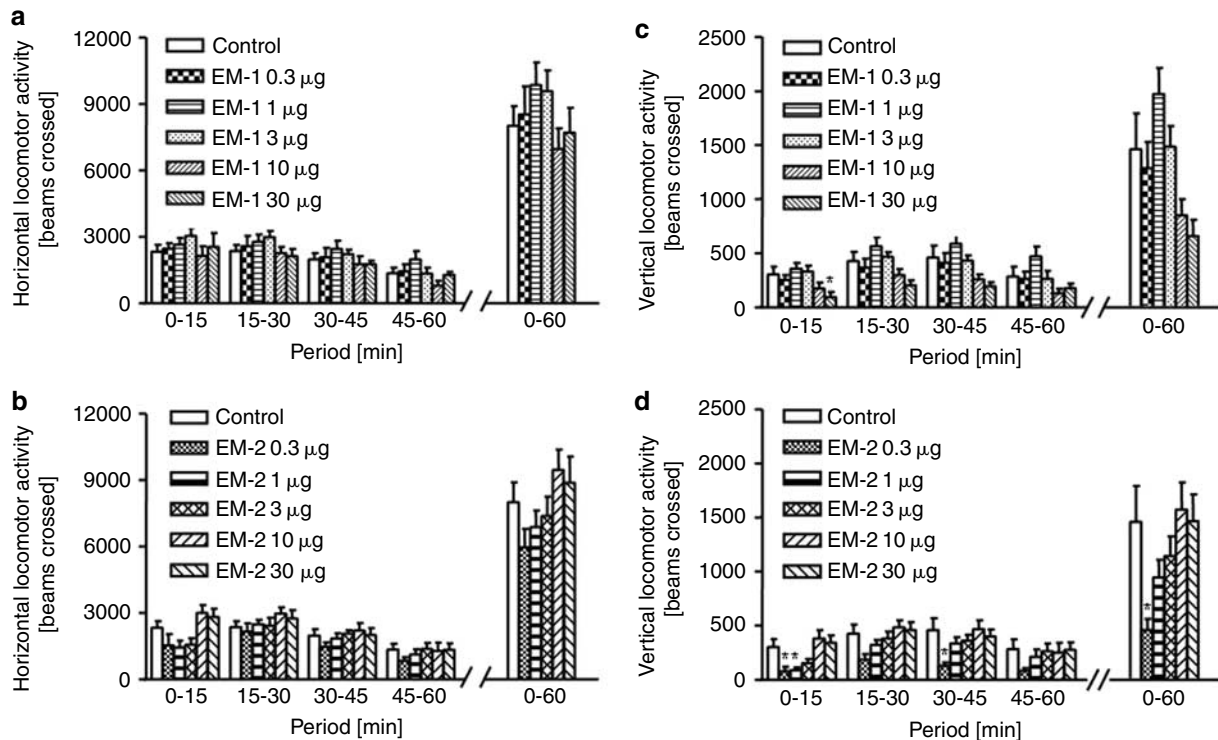 a
Horizontal locomotor activity
[beams crossed]
12000
9000
6000
3000
0
Control
EM-1 0.3 μg
EM-1 1 μg
EM-1 3 μg
EM-1 10 μg
EM-1 30 μg
0-15 15-30 30-45 45-60 0-60
Period [min]
c
Vertical locomotor activity
[beams crossed]
2500
2000
1500
1000
500
0
Control
EM-1 0.3 μg
EM-1 1 μg
EM-1 3 μg
EM-1 10 μg
EM-1 30 μg
*
0-15 15-30 30-45 45-60 0-60
Period [min]
b
Horizontal locomotor activity
[beams crossed]
12000
9000
6000
3000
0
Control
EM-2 0.3 μg
EM-2 1 μg
EM-2 3 μg
EM-2 10 μg
EM-2 30 μg
0-15 15-30 30-45 45-60 0-60
Period [min]
d
Vertical locomotor activity
[beams crossed]
2500
2000
1500
1000
500
0
Control
EM-2 0.3 μg
EM-2 1 μg
EM-2 3 μg
EM-2 10 μg
EM-2 30 μg
** * *
0-15 15-30 30-45 45-60 0-60
Period [min]